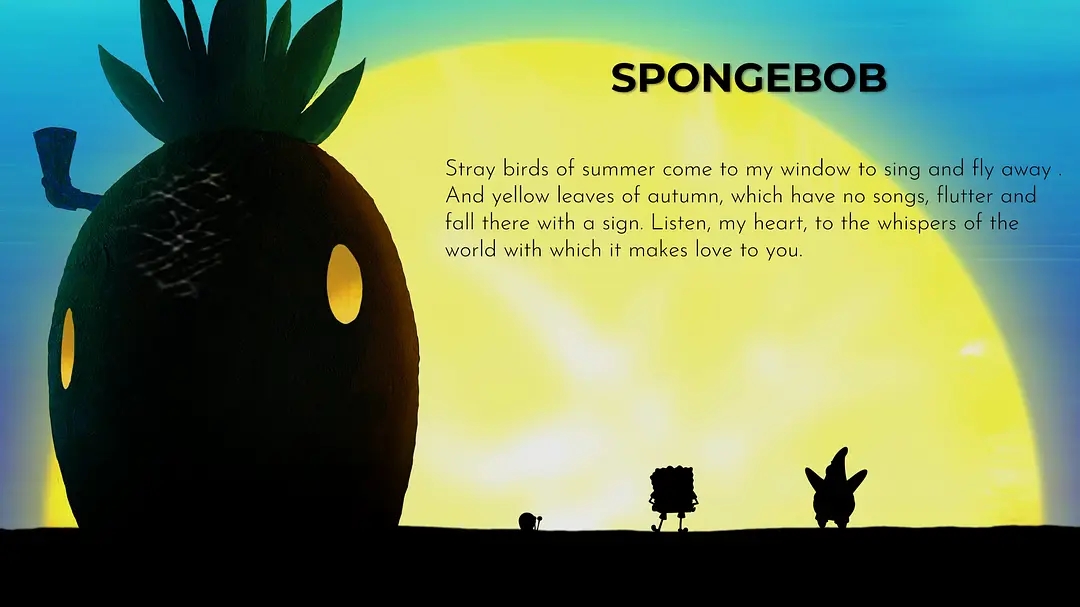 SPONGEBOB
Stray birds of summer come to my window to sing and fly away .
And yellow leaves of autumn, which have no songs, flutter and
fall there with a sign. Listen, my heart, to the whispers of the
world with which it makes love to you.